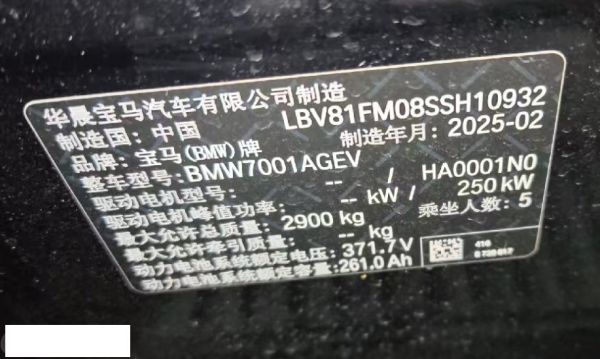 华晨宝马汽车有限公司制造
制造国: 中国 LBV81FM08SSH10932
品牌: 宝马(BMW)牌 制造年月: 2025-02
整车型号: BMW7001AGEV
驱动电机型号: -- / HA0001N0
驱动电机峰值功率: -- kW / 250 kW
最大允许总质量: 2900 kg 乘坐人数: 5
最大允许牵引质量: -- kg
动力电池系统额定电压: 371.7V
动力电池系统额定容量: 261.0Ah
416